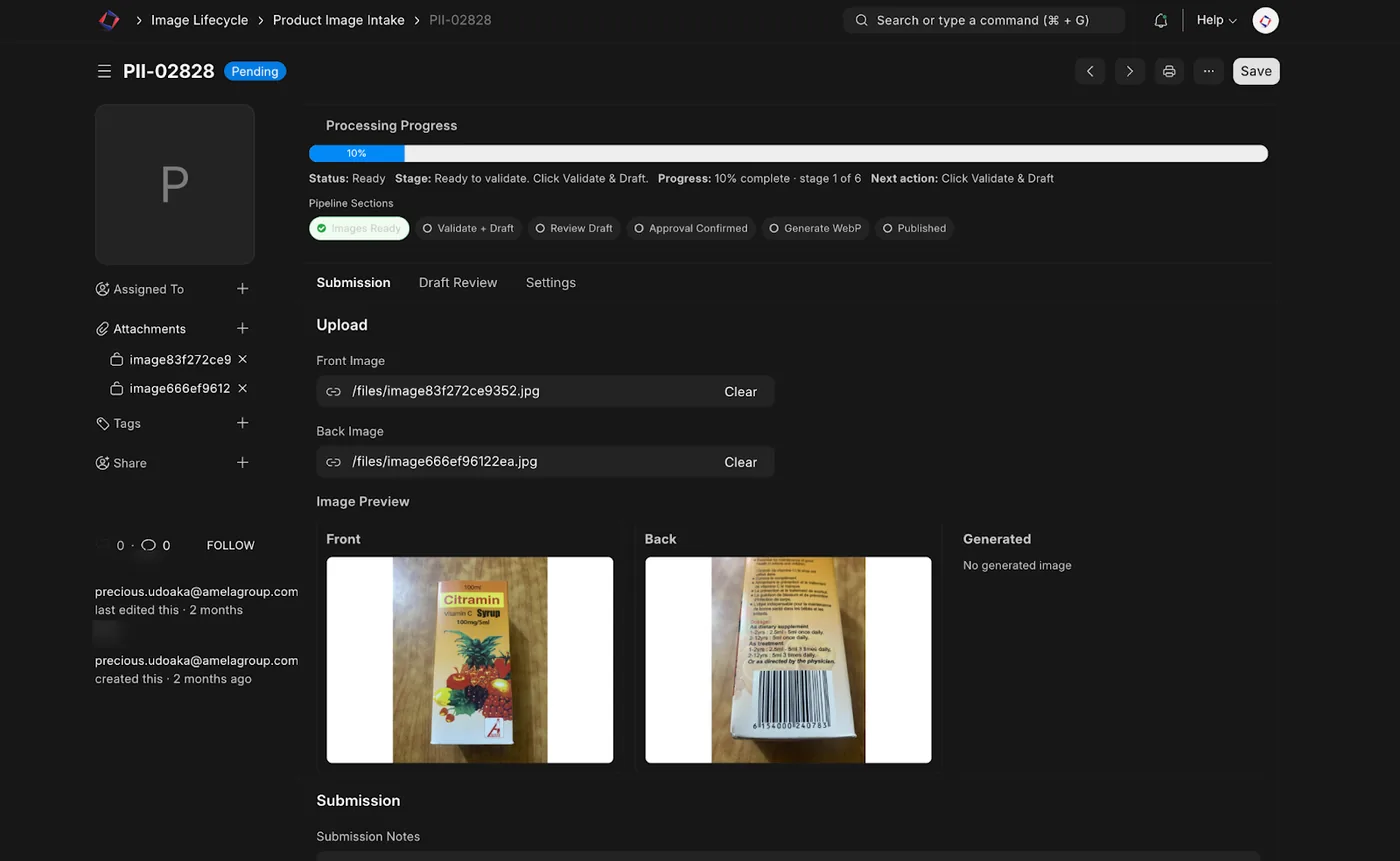 Image Lifecycle
Product Image Intake
PII-02828
Search or type a command (⌘ + G)
Help
PII-02828
Pending
Save
P
Processing Progress
10%
Status: Ready Stage: Ready to validate. Click Validate & Draft. Progress: 10% complete · stage 1 of 6 Next action: Click Validate & Draft
Pipeline Sections
Images Ready
Validate + Draft
Review Draft
Approval Confirmed
Generate WebP
Published
Assigned To
Attachments
image83f272ce9
image666ef9612
Tags
Share
0 · 0
FOLLOW
precious.udoaka@amelagroup.com
last edited this · 2 months
precious.udoaka@amelagroup.com
created this · 2 months ago
Submission
Draft Review
Settings
Upload
Front Image
/files/image83f272ce9352.jpg
Clear
Back Image
/files/image666ef96122ea.jpg
Clear
Image Preview
Front
100ml
Citramin
vitamin C Syrup
100mg/5ml
Back
As dietary supplement
1-2yrs : 2.5ml - 5ml once daily.
2-12yrs : 5ml once daily.
As treatment
1-2yrs : 2.5ml - 5ml 3 times daily.
2-12yrs : 5ml 3 times daily.
Or as directed by the physician.
6 154000 240783
Generated
No generated image
Submission
Submission Notes